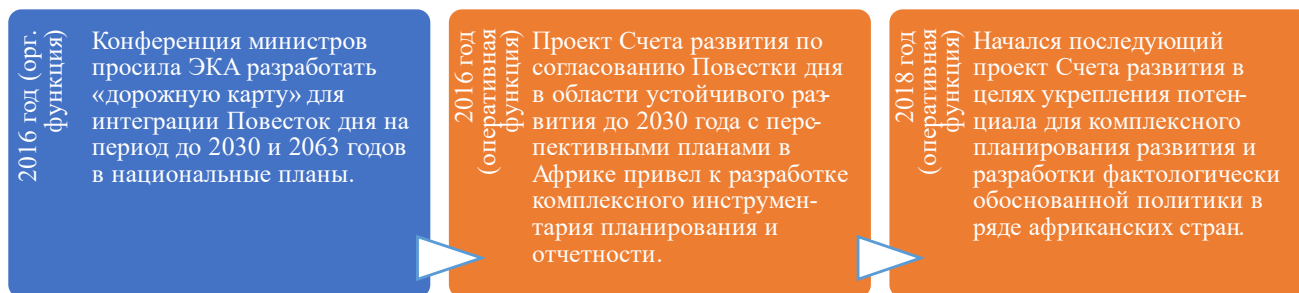 2016 год (орг.
функция)
Конференция министров
просила ЭКА разработать
«дорожную карту» для
интеграции Повесток дня на
период до 2030 и 2063 годов
в национальные планы.
2016 год
(оперативная
функция)
Проект Счета развития по
согласованию Повестки дня
в области устойчивого раз-
вития до 2030 года с перс-
пективными планами в
Африке привел к разработке
комплексного инструмен-
тария планирования и
отчетности.
2018 год
(оперативная
функция)
Начался последующий
проект Счета развития в
целях укрепления потен-
циала для комплексного
планирования развития и
разработки фактологически
обоснованной политики в
ряде африканских стран.